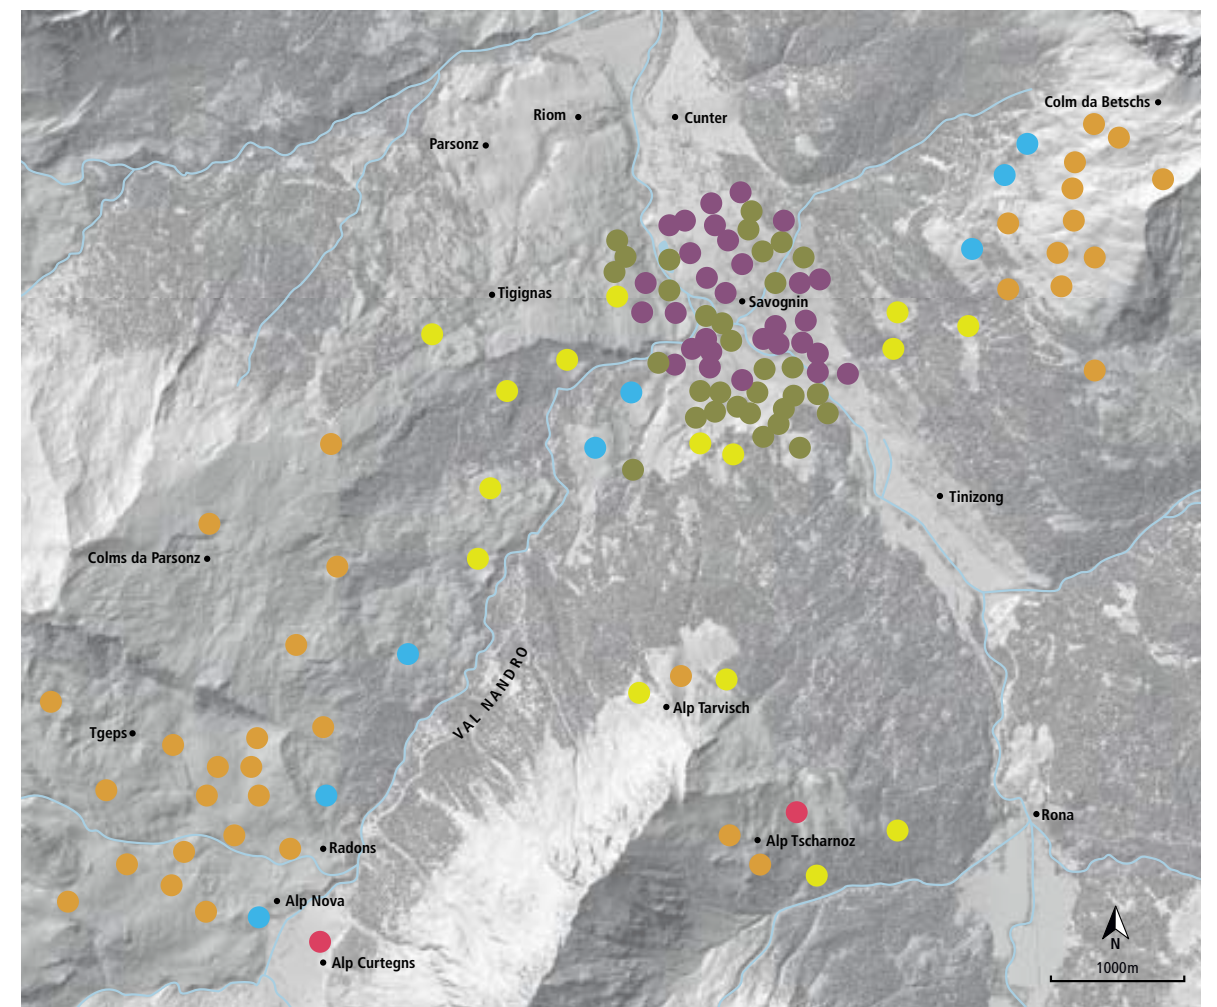 Colm da Betschs
Riom
Cunter
Parsonz
Tigignas
Savognin
Tinizong
Colms da Parsonz
VAL NANDRO
Alp Tarvisch
Tgeps
Rona
Alp Tscharnoz
Radons
Alp Nova
N
Alp Curtegns
1000m